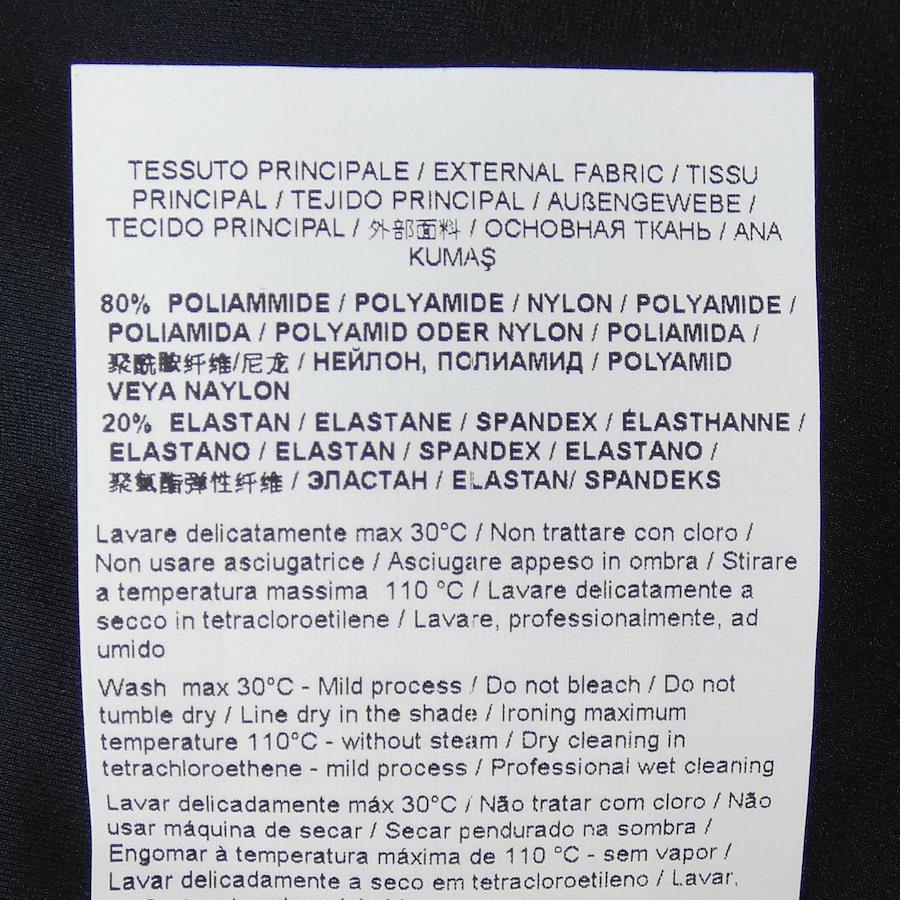 TESSUTO PRINCIPALE / EXTERNAL FABRIC / TISSU
PRINCIPAL / TEJIDO PRINCIPAL / AUßENGEWEBE /
TECIDO PRINCIPAL / 外部面料 / ОСНОВНАЯ ТКАНЬ / ANA
KUMAŞ
80% POLIAMMIDE / POLYAMIDE / NYLON / POLYAMIDE /
POLIAMIDA / POLYAMID ODER NYLON / POLIAMIDA /
聚酰胺纤维/尼龙 / НЕЙЛОН, ПОЛИАМИД / POLYAMID
VEYA NAYLON
20% ELASTAN / ELASTANE / SPANDEX / ÉLASTHANNE /
ELASTANO / ELASTAN / SPANDEX / ELASTANO /
聚氨酯弹性纤维 / ЭЛАСТАН / ELASTAN/ SPANDEKS
Lavare delicatamente max 30°C / Non trattare con cloro /
Non usare asciugatrice / Asciugare appeso in ombra / Stirare
a temperatura massima 110 °C / Lavare delicatamente a
secco in tetracloroetilene / Lavare, professionalmente, ad
umido
Wash max 30°C - Mild process / Do not bleach / Do not
tumble dry / Line dry in the shade / Ironing maximum
temperature 110°C - without steam / Dry cleaning in
tetrachloroethene - mild process / Professional wet cleaning
Lavar delicadamente máx 30°C / Não tratar com cloro / Não
usar máquina de secar / Secar pendurado na sombra /
Engomar à temperatura máxima de 110 °C - sem vapor /
Lavar delicadamente a seco em tetracloroetileno / Lavar,